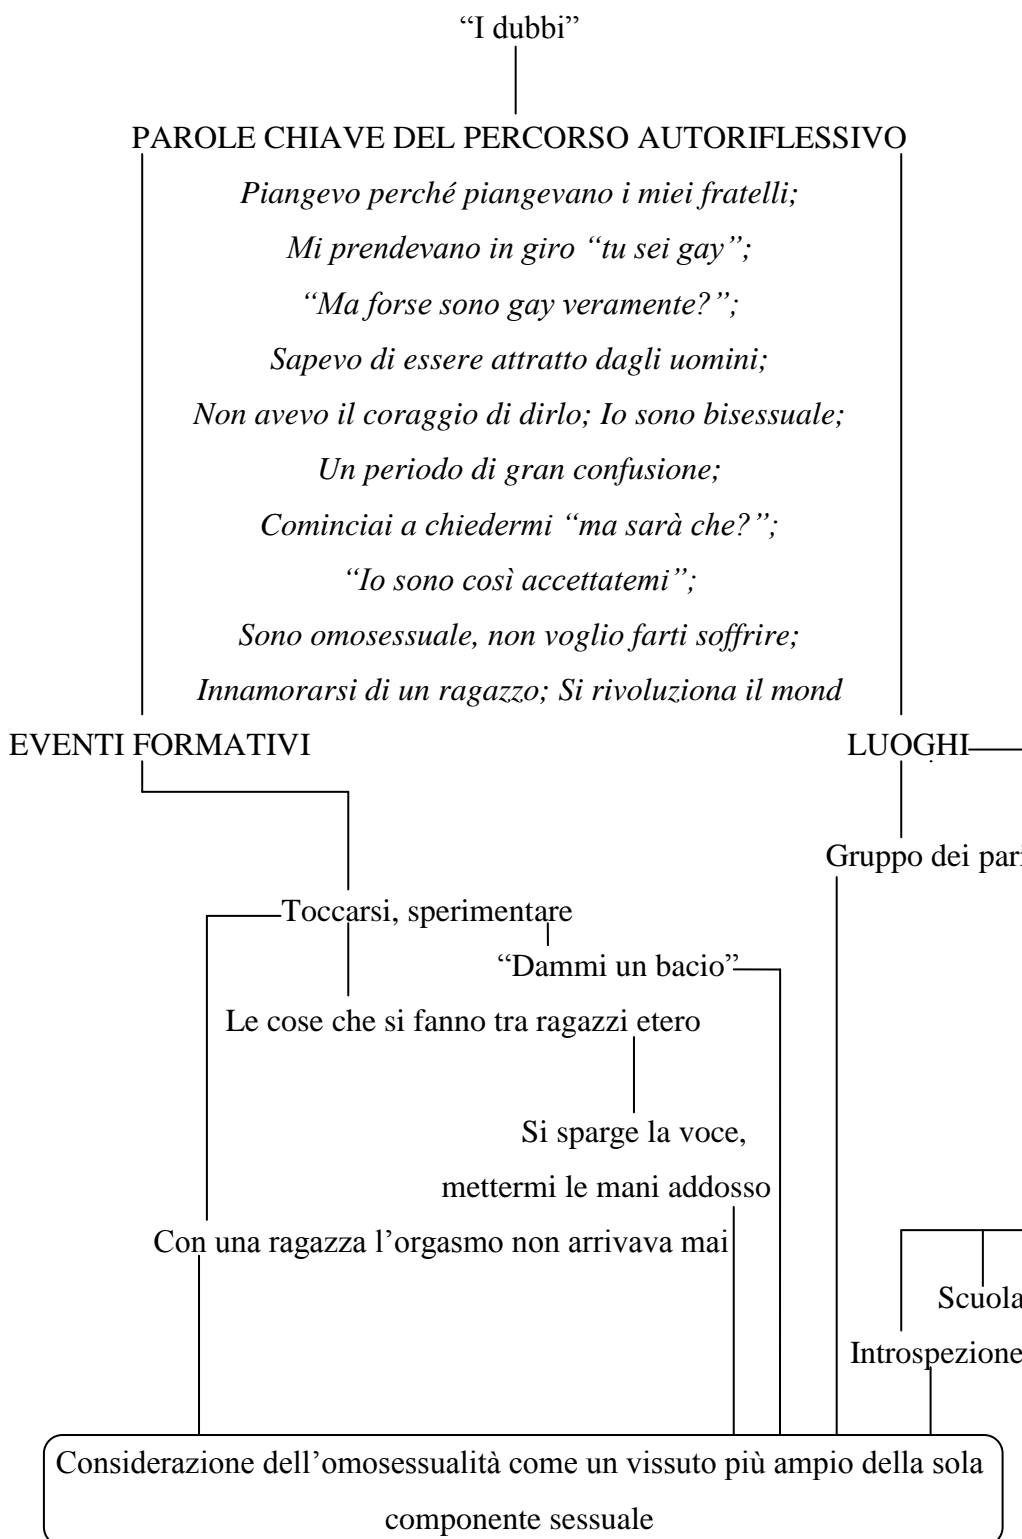 “I dubbi”
PAROLE CHIAVE DEL PERCORSO AUTORIFLESSIVO
Piangevo perché piangevano i miei fratelli;
Mi prendevano in giro “tu sei gay”;
“Ma forse sono gay veramente?”;
Sapevo di essere attratto dagli uomini;
Non avevo il coraggio di dirlo; Io sono bisessuale;
Un periodo di gran confusione;
Cominciai a chiedermi “ma sarà che?”;
“Io sono così accettatemi”;
Sono omosessuale, non voglio farti soffrire;
Innamorarsi di un ragazzo; Si rivoluziona il mond
EVENTI FORMATIVI
LUOGHI
Gruppo dei pari
Toccarsi, sperimentare
“Dammi un bacio”
Le cose che si fanno tra ragazzi etero
Si sparge la voce,
mettermi le mani addosso
Con una ragazza l’orgasmo non arrivava mai
Scuola
Introspezione
Considerazione dell’omosessualità come un vissuto più ampio della sola
componente sessuale